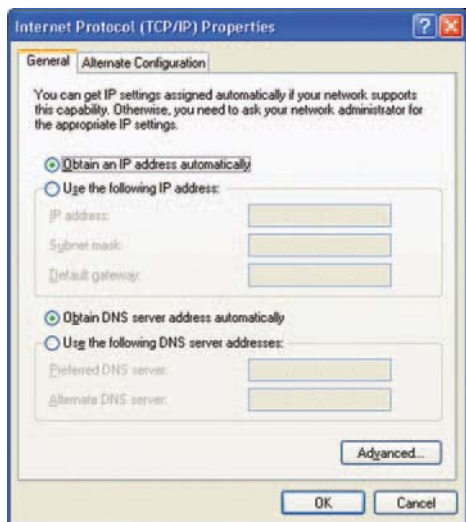 Internet Protocol (TCP/IP) Properties
General Alternate Configuration
You can get IP settings assigned automatically if your network supports
this capability. Otherwise, you need to ask your network administrator for
the appropriate IP settings.
Obtain an IP address automatically
Use the following IP address:
IP address:
Subnet mask:
Default gateway:
Obtain DNS server address automatically
Use the following DNS server addresses:
Preferred DNS server:
Alternate DNS server:
Advanced...
OK Cancel